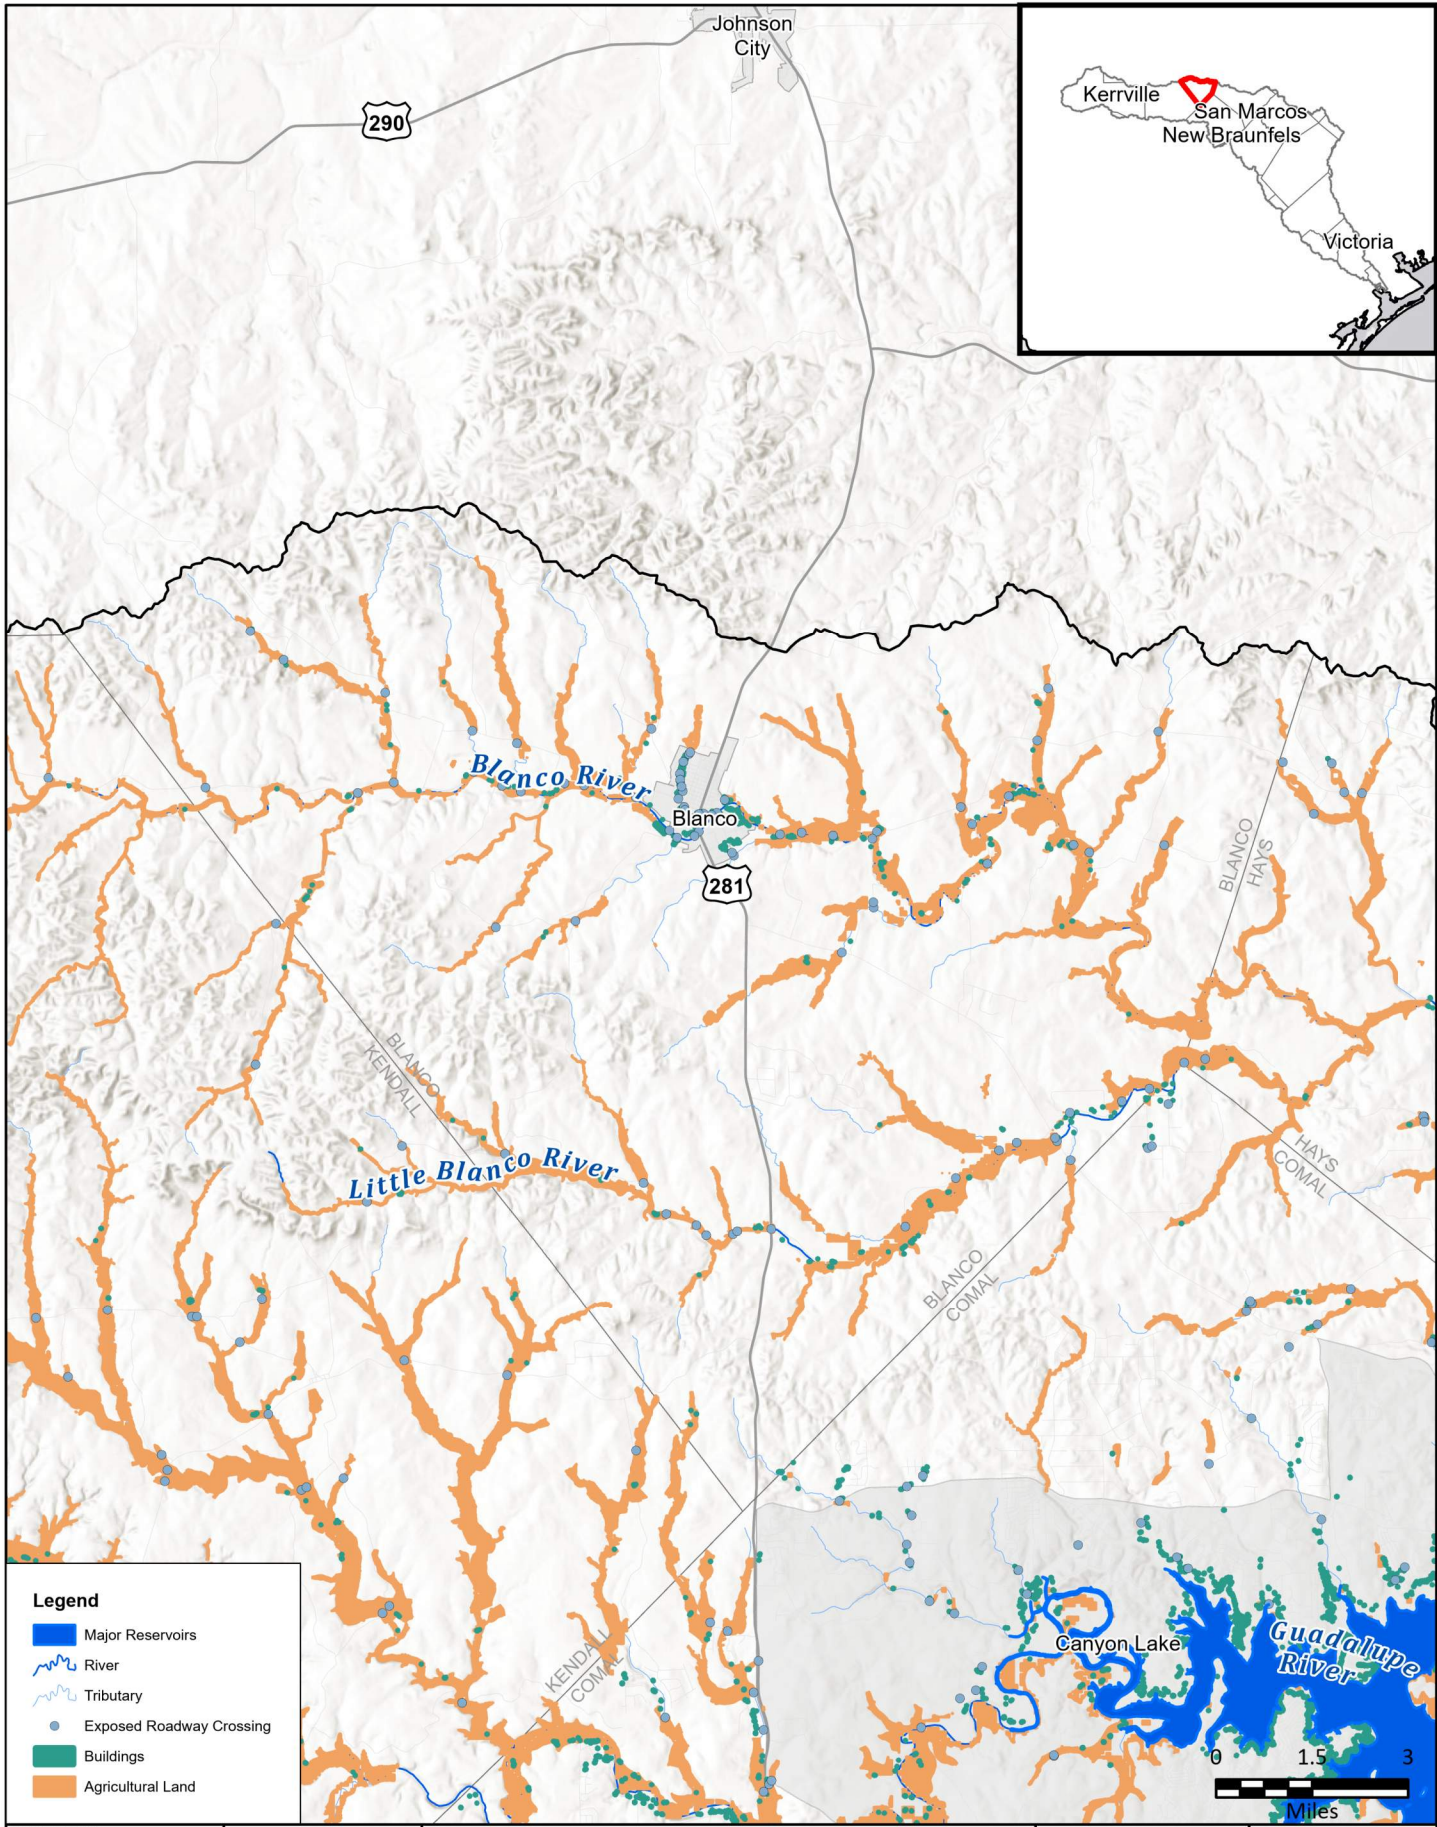 Johnson
City
290
Kerrville
San Marcos
New Braunfels
Victoria
Blanco River
Blanco
281
BLANCO
HAYS
BLANCO
KENDALL
Little Blanco River
HAYS
COMAL
BLANCO
COMAL
KENDALL
COMAL
Canyon Lake
Guadalupe
River
Legend
Major Reservoirs
River
Tributary
Exposed Roadway Crossing
Buildings
Agricultural Land
0 1.5 3
Miles